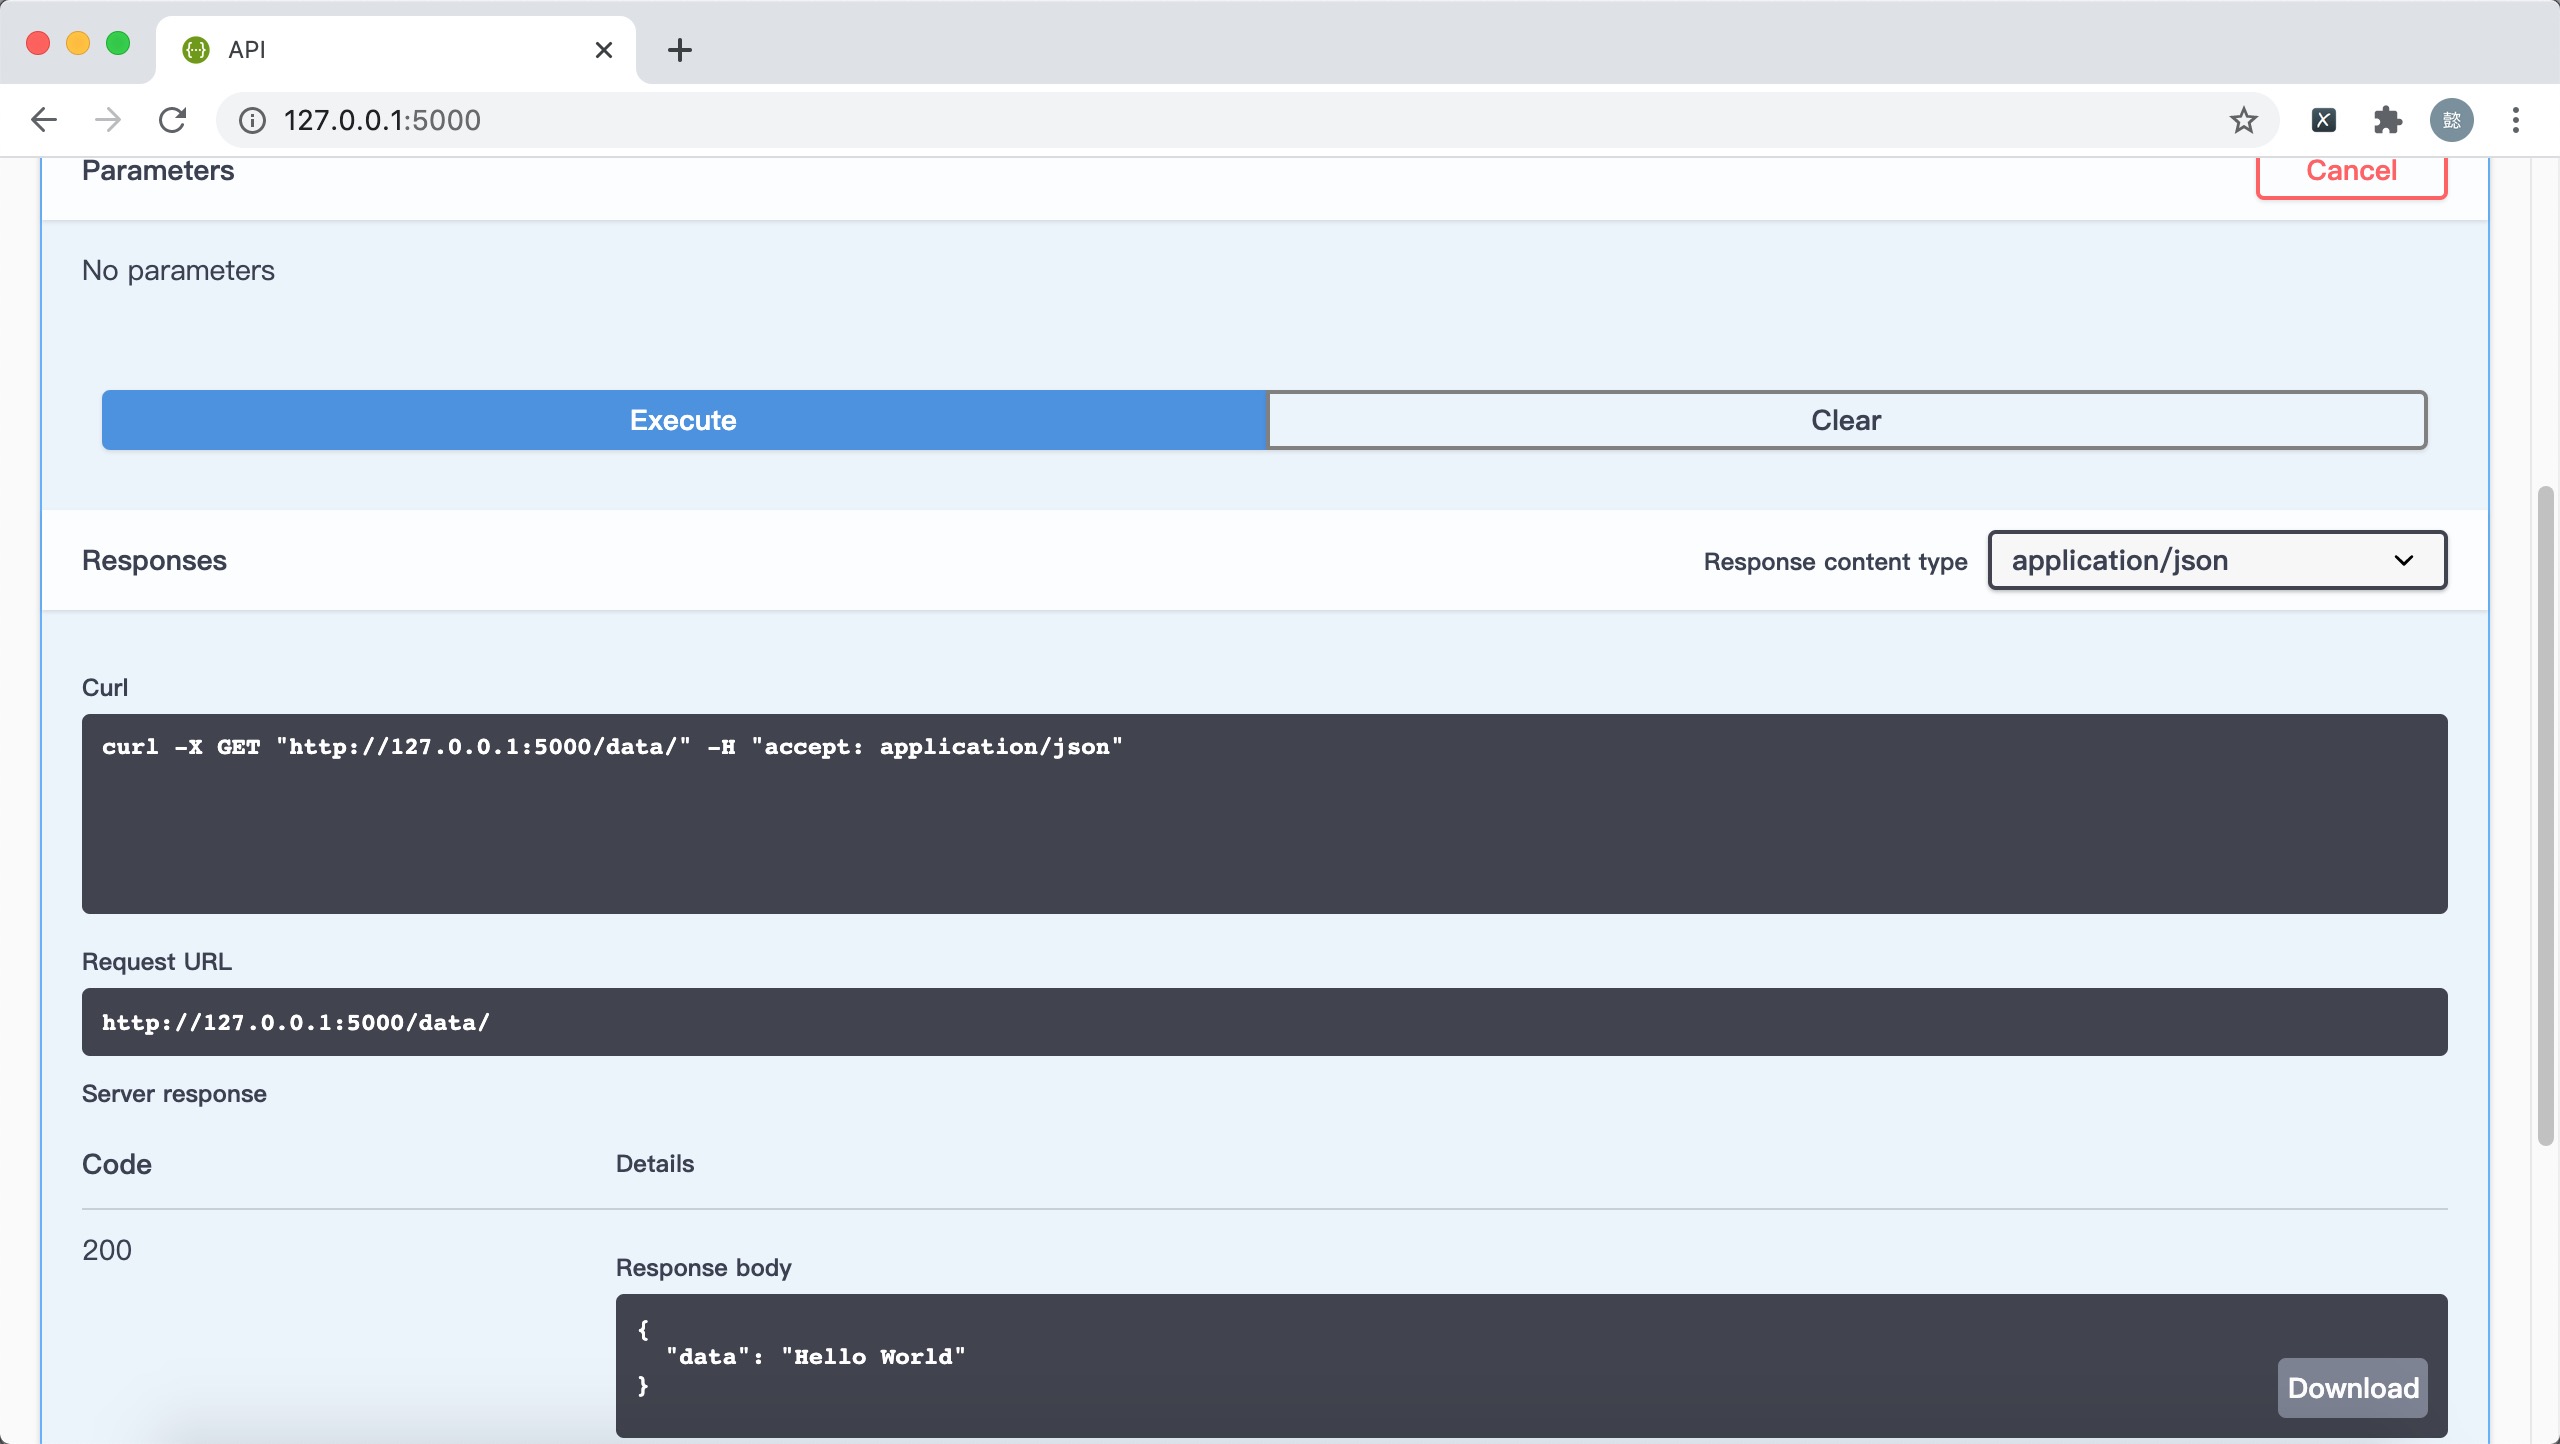 API
127.0.0.1:5000
懿
Parameters
Cancel
No parameters
Execute
Clear
Responses
Response content type
application/json
Curl
curl -X GET "http://127.0.0.1:5000/data/" -H "accept: application/json"
Request URL
http://127.0.0.1:5000/data/
Server response
Code
Details
200
Response body
{
"data": "Hello World"
}
Download